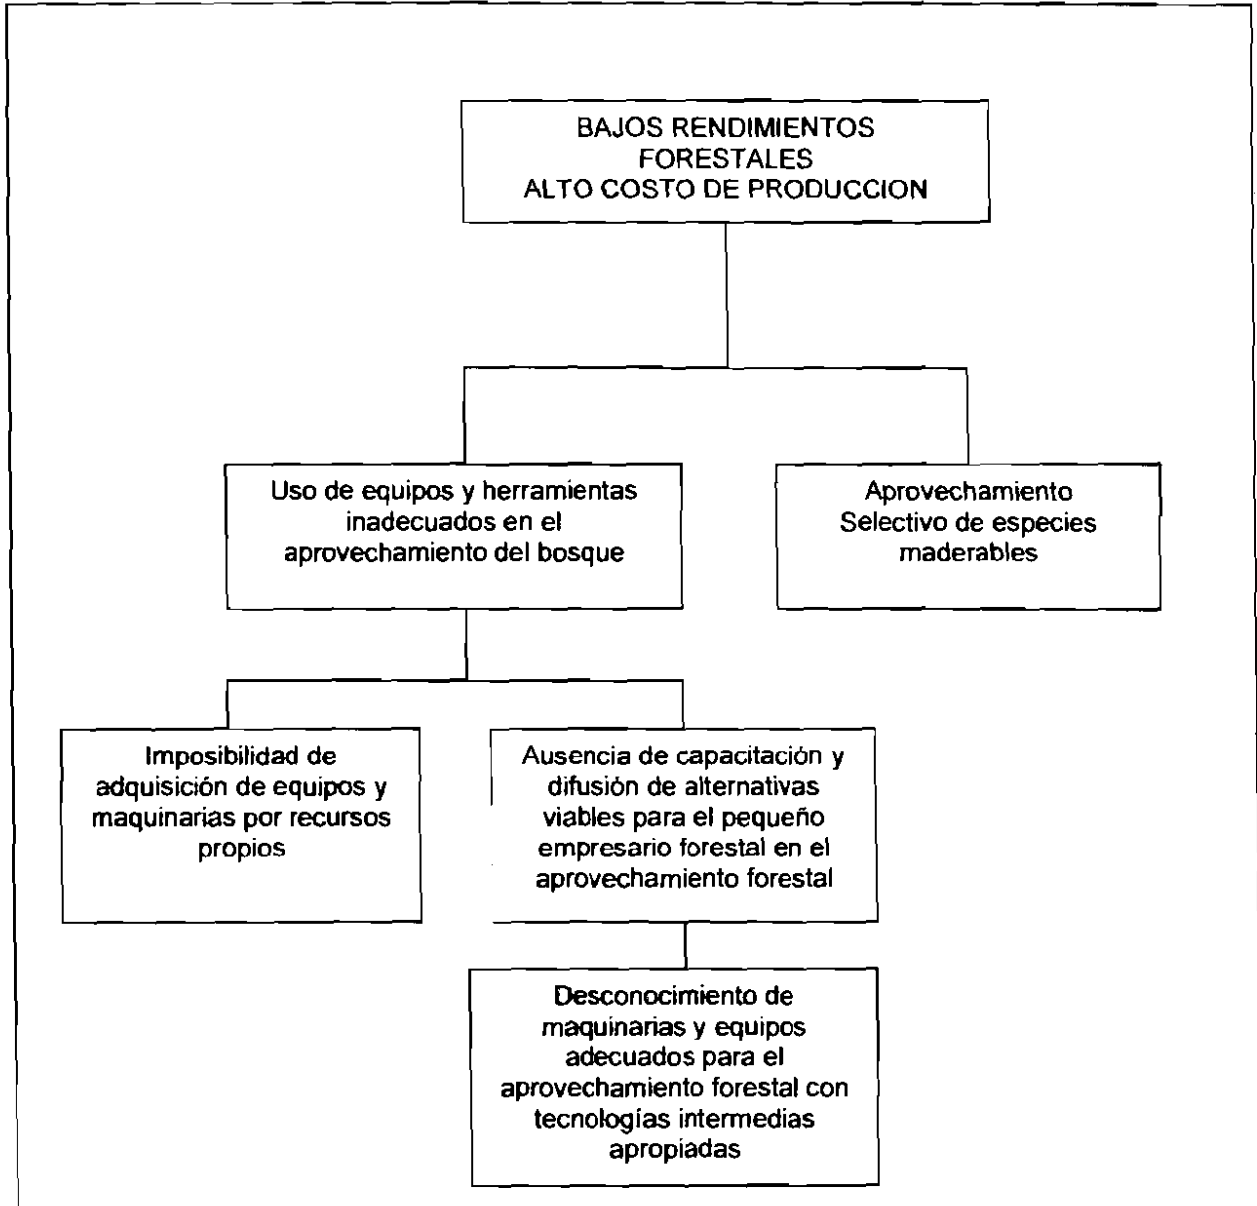 BAJOS RENDIMIENTOS
FORESTALES
ALTO COSTO DE PRODUCCION
Uso de equipos y herramientas
inadecuados en el
aprovechamiento del bosque
Aprovechamiento
Selectivo de especies
maderables
Imposibilidad de
adquisición de equipos y
maquinarias por recursos
propios
Ausencia de capacitación y
difusión de alternativas
viables para el pequeño
empresario forestal en el
aprovechamiento forestal
Desconocimiento de
maquinarias y equipos
adecuados para el
aprovechamiento forestal con
tecnologías intermedias
apropiadas